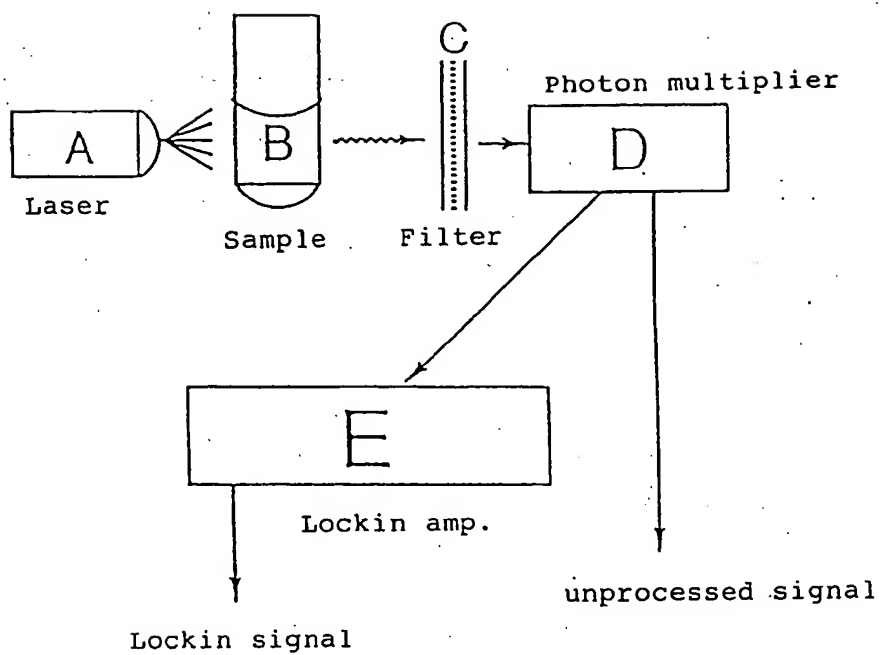 C
Photon multiplier
A
B
D
Laser
Sample
Filter
E
Lockin amp.
unprocessed signal
Lockin signal